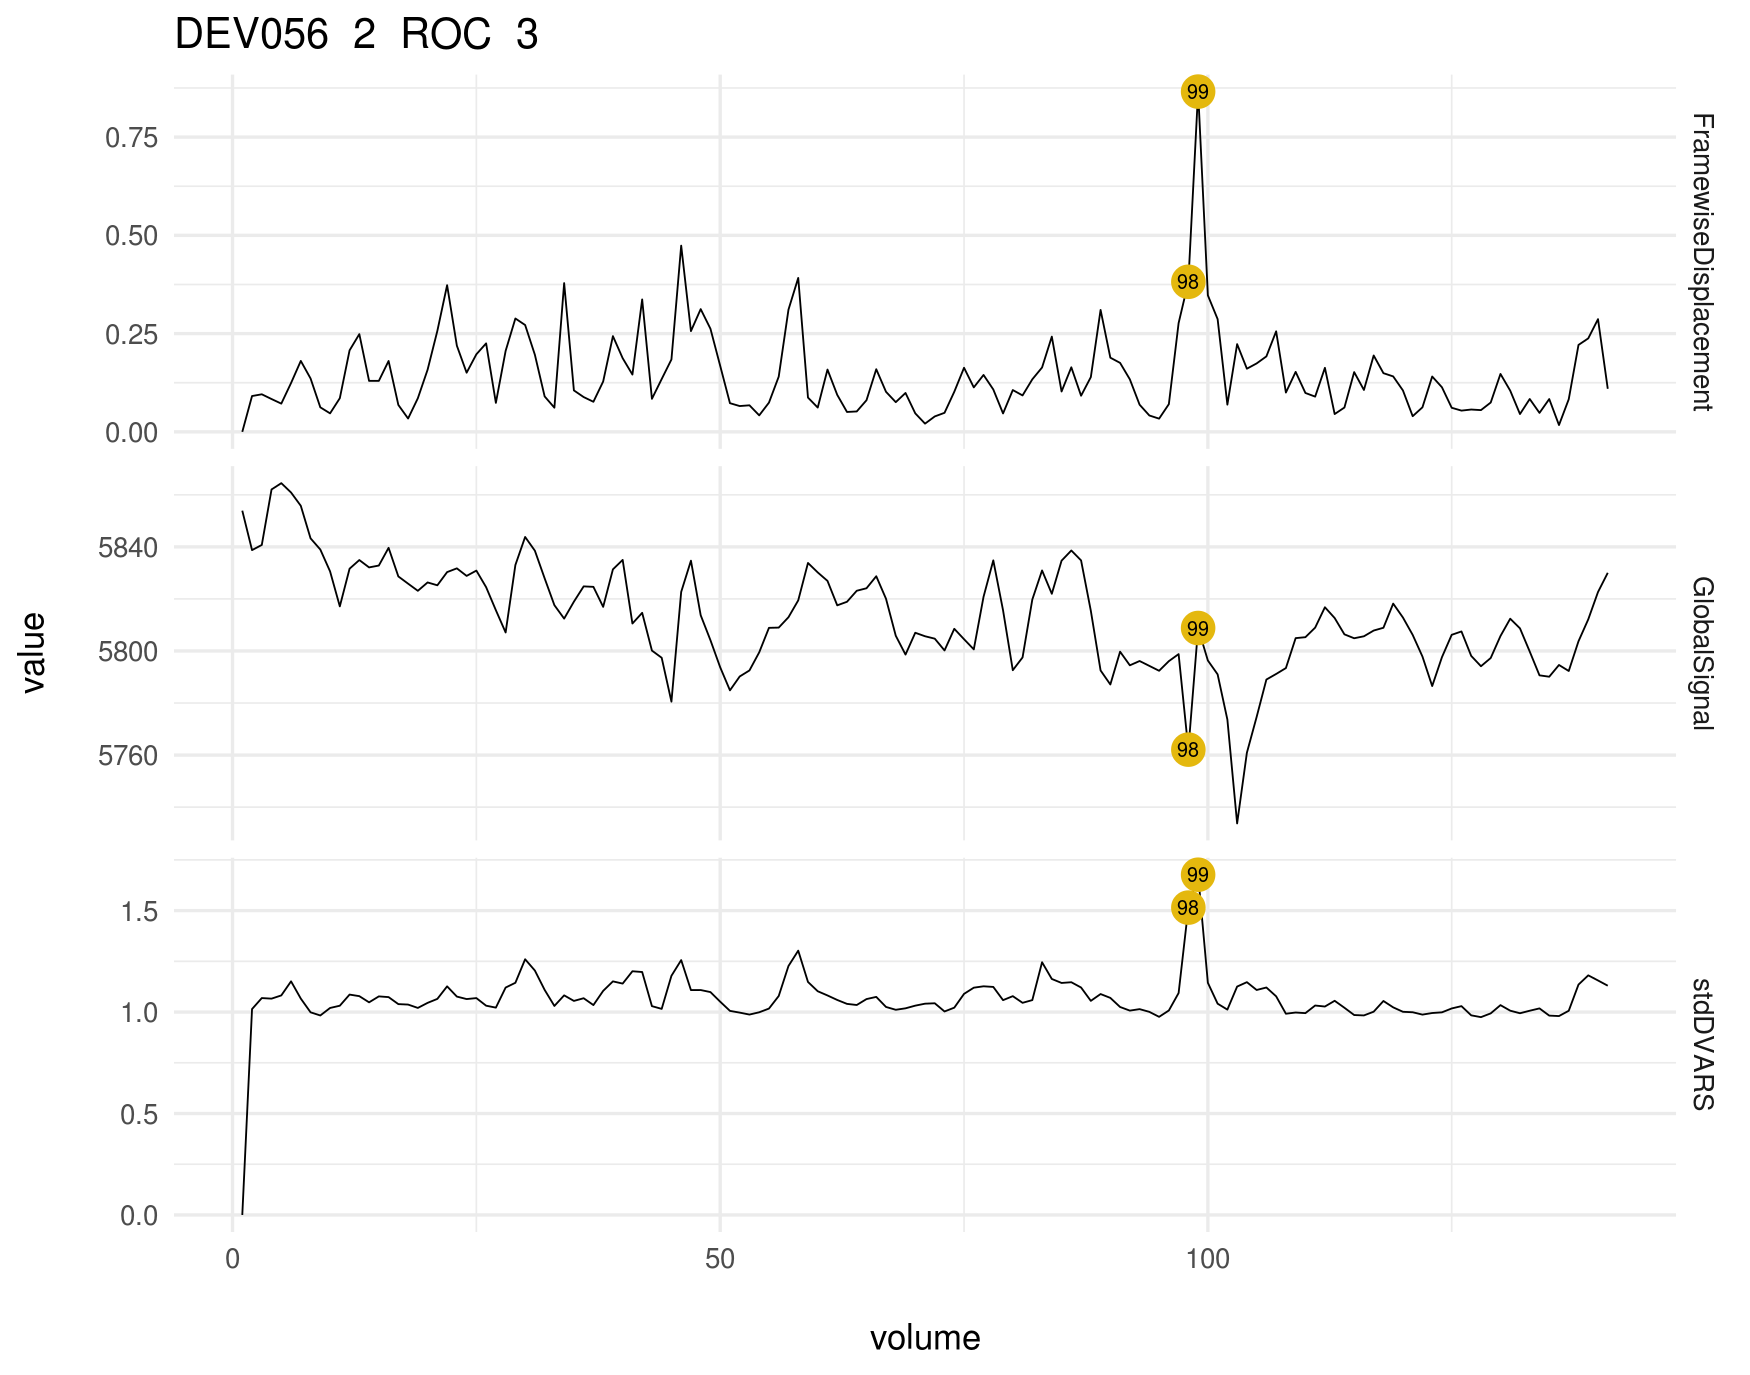 DEV056 2 ROC 3
99
0.75
0.50
98
0.25
0.00
FramewiseDisplacement
5840
99
5800
98
5760
GlobalSignal
99
98
1.5
1.0
0.5
0.0
stdDVARS
0 50 100
value
volume